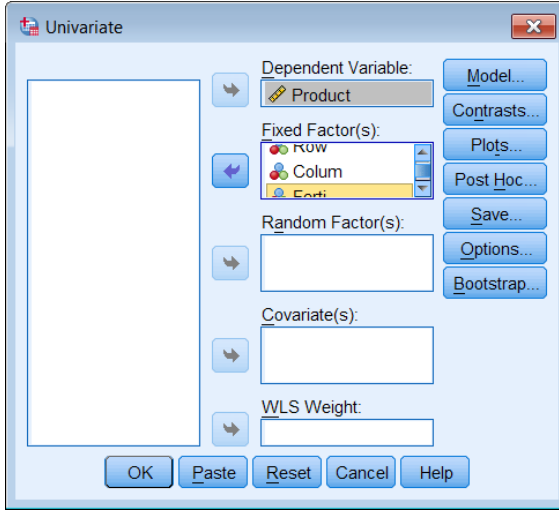 Univariate
Dependent Variable:
Product
Fixed Factor(s):
Row
Colum
Ferti
Random Factor(s):
Covariate(s):
WLS Weight:
Model...
Contrasts...
Plots...
Post Hoc...
Save...
Options...
Bootstrap...
OK Paste Reset Cancel Help